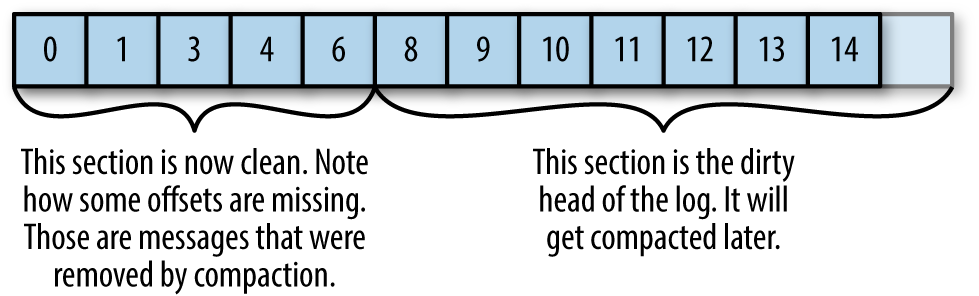 0 1 3 4 6 8 9 10 11 12 13 14
This section is now clean. Note
how some offsets are missing.
Those are messages that were
removed by compaction.
This section is the dirty
head of the log. It will
get compacted later.